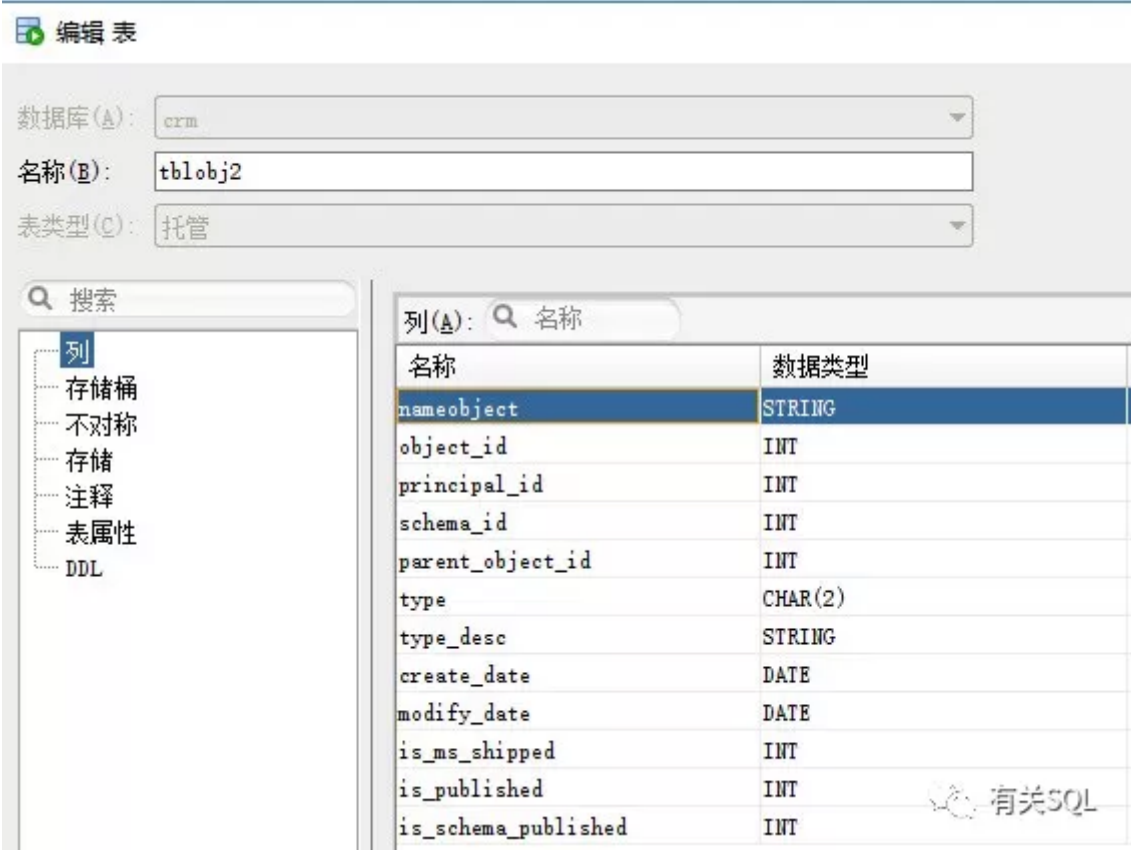 编辑 表
数据库(A): crm
名称(B): tblobj2
表类型(C): 托管
搜索
列
存储桶
不对称
存储
注释
表属性
DDL
列(A): 名称
名称 数据类型
nameobject STRING
object_id INT
principal_id INT
schema_id INT
parent_object_id INT
type CHAR(2)
type_desc STRING
create_date DATE
modify_date DATE
is_ms_shipped INT
is_published INT
is_schema_published INT
有关SQL